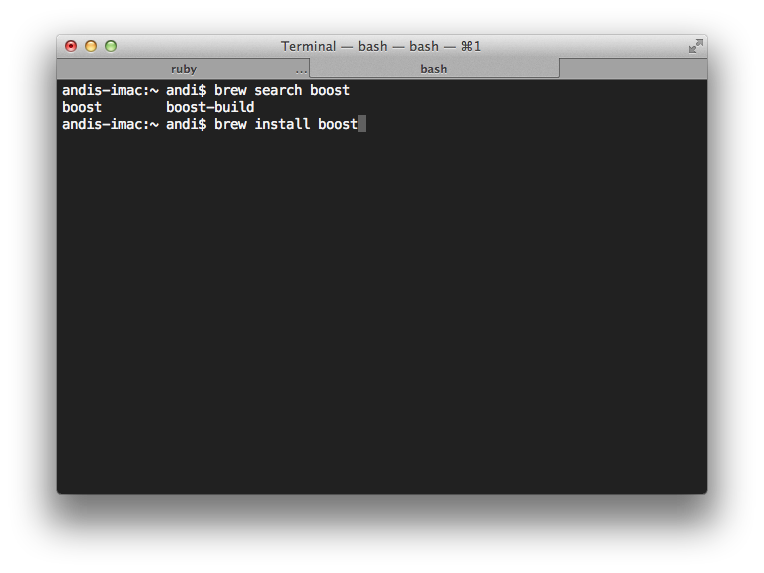 Terminal — bash — bash — ⌘1
ruby ... bash
andis-imac:~ andi$ brew search boost
boost        boost-build
andis-imac:~ andi$ brew install boost